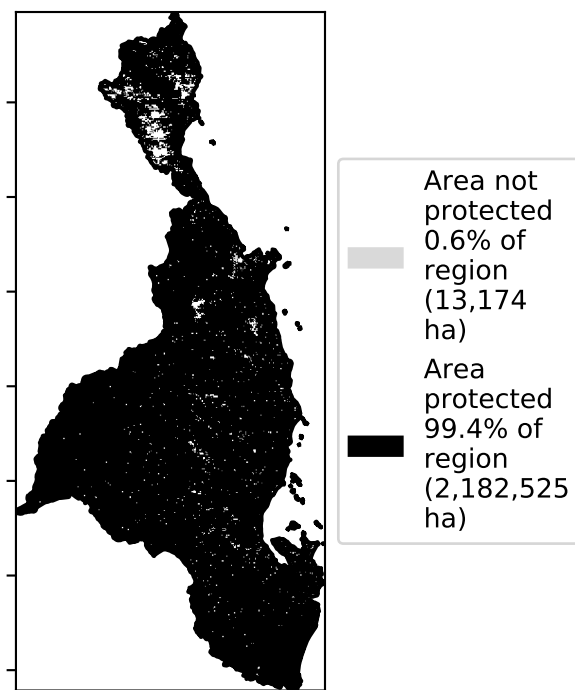 Area not
protected
0.6% of
region
(13,174
ha)
Area
protected
99.4% of
region
(2,182,525
ha)